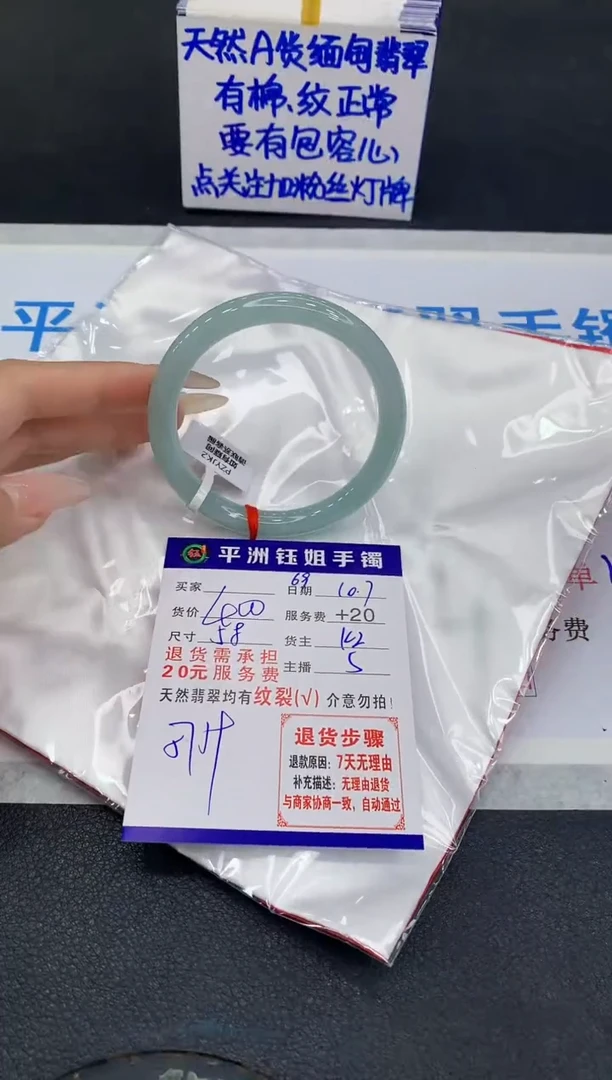 天然A货缅甸翡翠
有棉、纹正常
要有包容心
点关注加粉丝灯牌
平洲钰姐手镯
买家 日期 10.7
货价 服务费 +20
尺寸 58 货主 K2
退货需承担 主播 5
20元服务费
天然翡翠均有纹裂(√) 介意勿拍!
退货步骤
退款原因: 7天无理由
补充描述: 无理由退货
与商家协商一致，自动通过
PZYJK2
务费